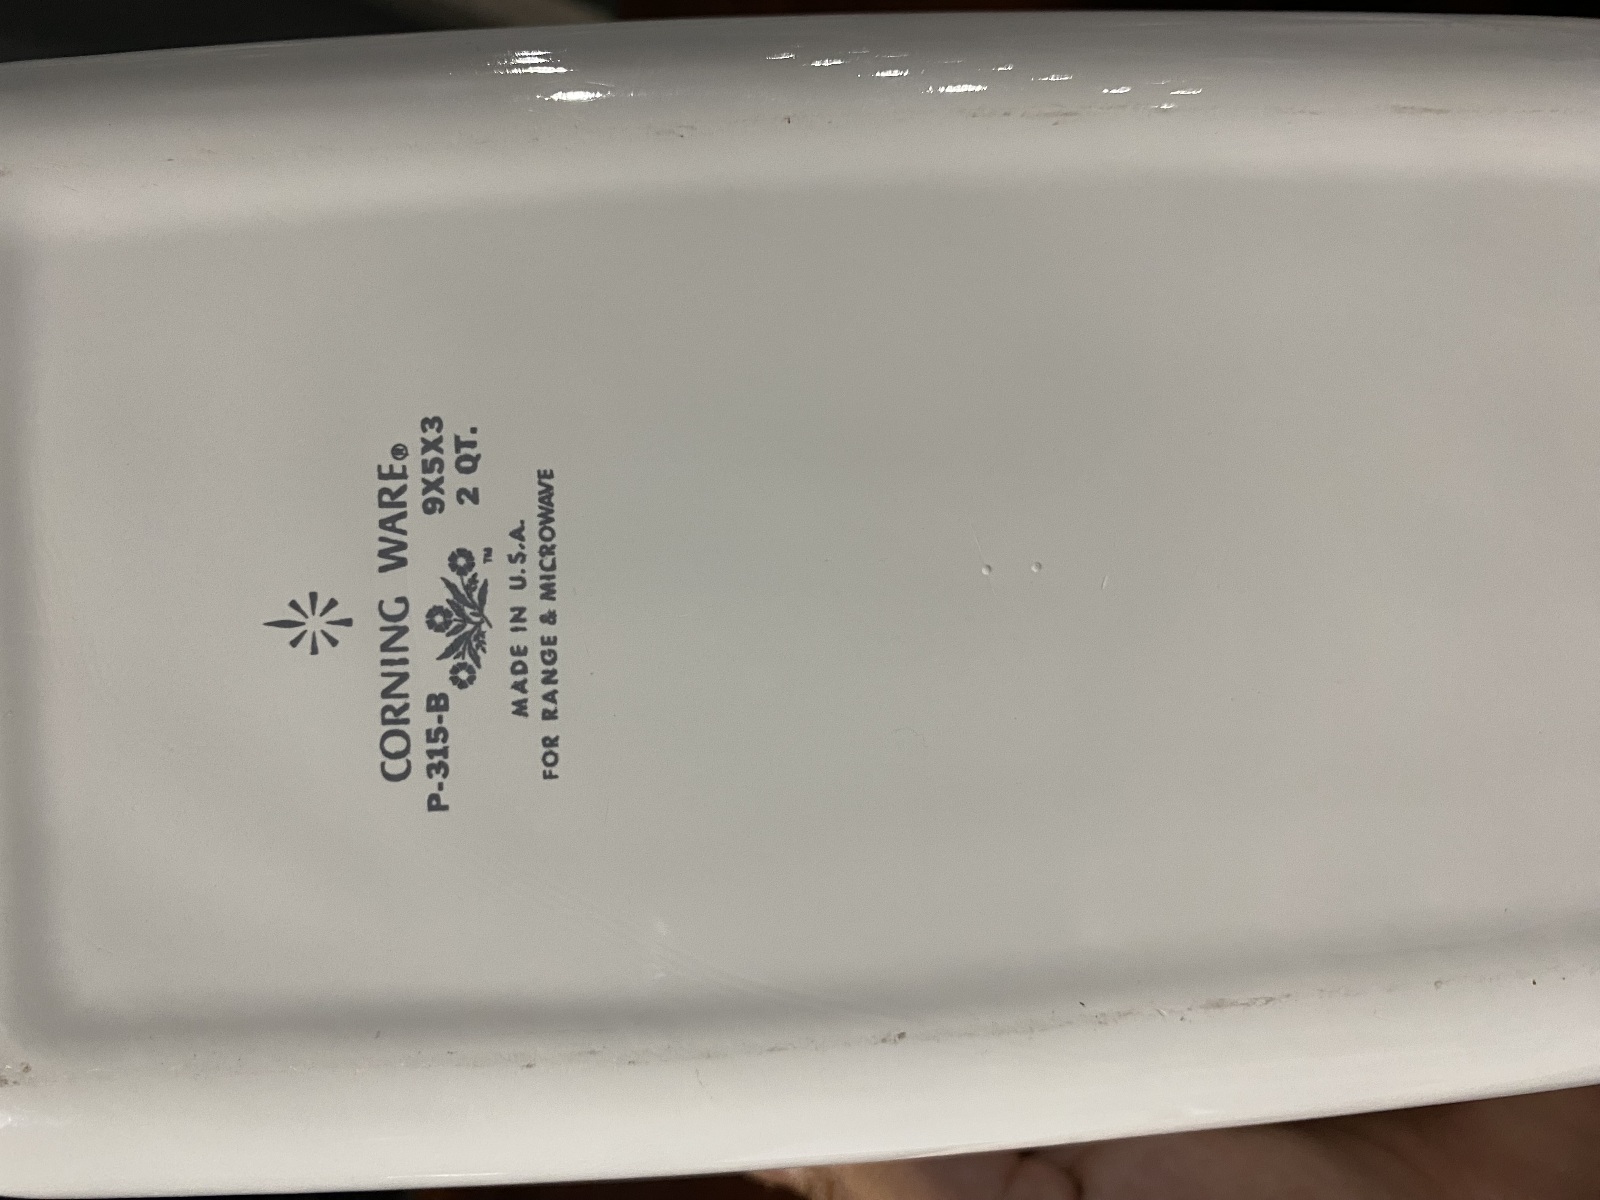 CORNING WARE®
P-315-B 9X5X3
2 QT.
™
MADE IN U.S.A.
FOR RANGE & MICROWAVE